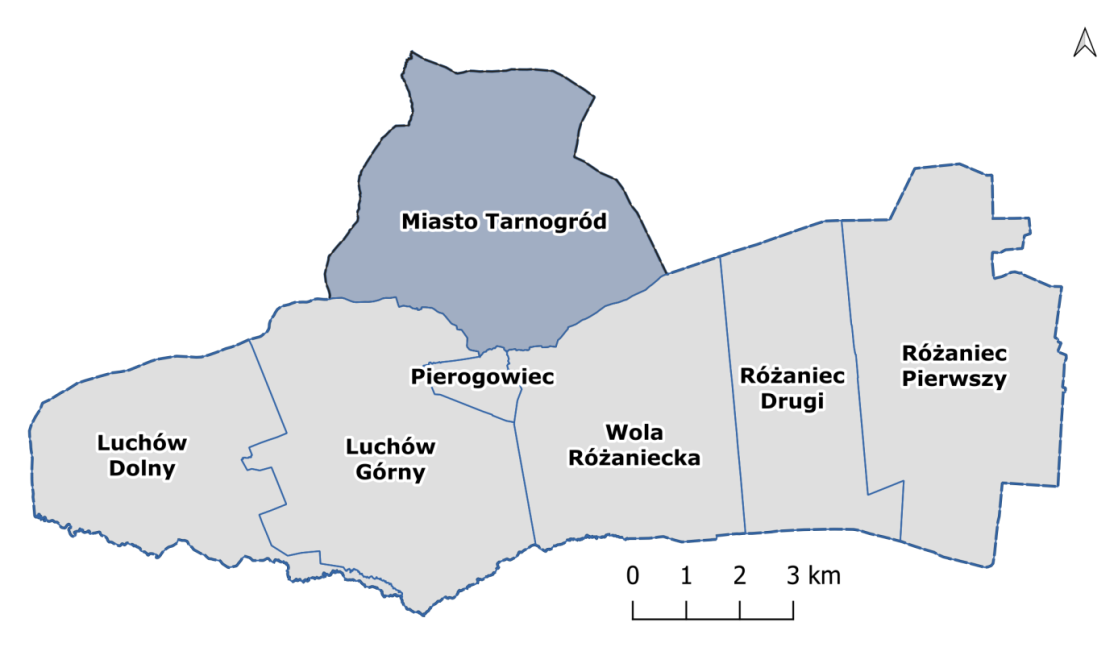 Miasto Tarnogród
Pierogowiec
Różaniec
Pierwszy
Różaniec
Drugi
Wola
Różaniecka
Luchów
Górny
Luchów
Dolny
0 1 2 3 km